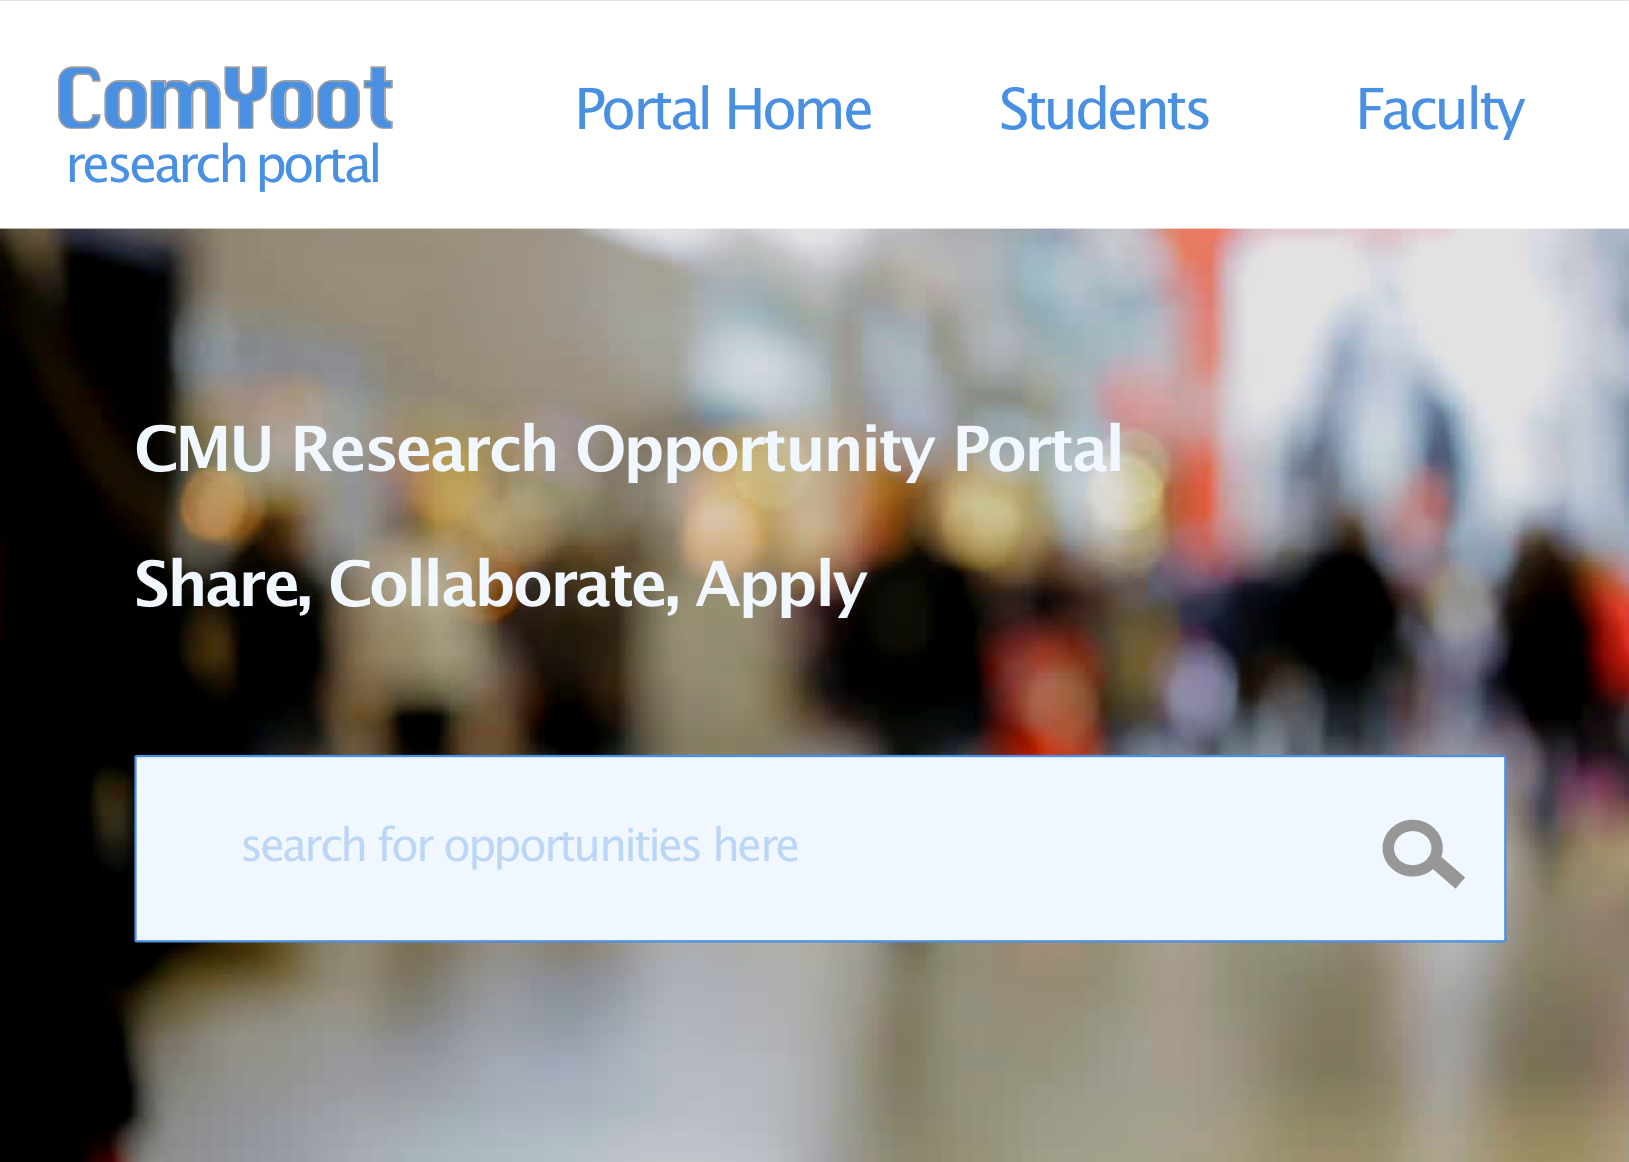 ComYoot
research portal
Portal Home
Students
Faculty
CMU Research Opportunity Portal
Share, Collaborate, Apply
search for opportunities here